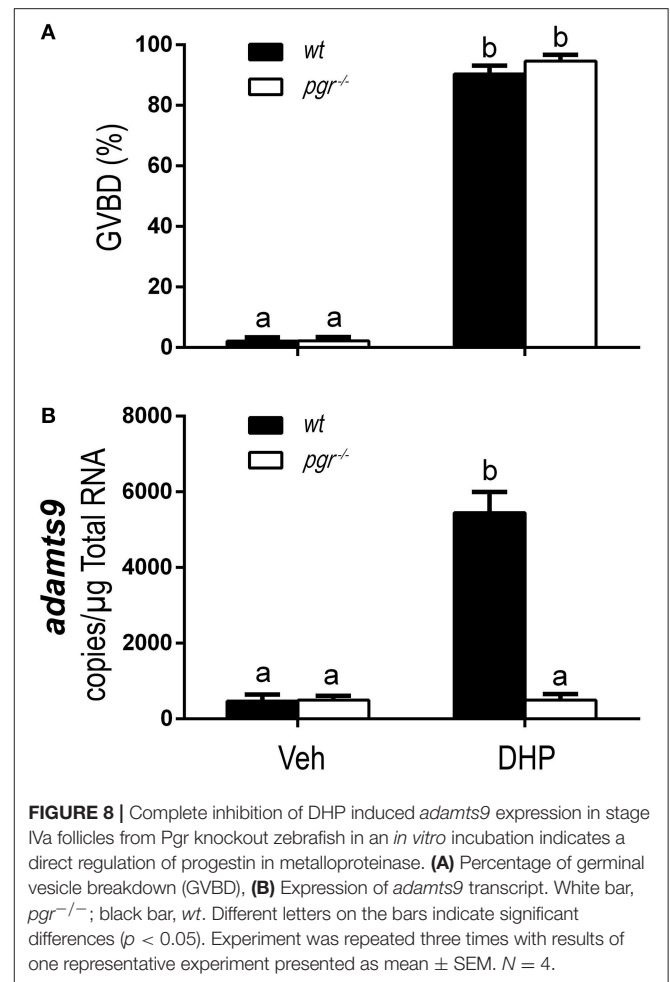 A
100
80
60
40
20
0
GVBD (%)
wt
pgr-/-
a
a
b
b
B
8000
6000
4000
2000
0
adamts9
copies/µg Total RNA
wt
pgr-/-
a
a
b
a
Veh
DHP
FIGURE 8 | Complete inhibition of DHP induced adamts9 expression in stage
IVa follicles from Pgr knockout zebrafish in an in vitro incubation indicates a
direct regulation of progestin in metalloproteinase. (A) Percentage of germinal
vesicle breakdown (GVBD), (B) Expression of adamts9 transcript. White bar,
pgr−/−; black bar, wt. Different letters on the bars indicate significant
differences (p < 0.05). Experiment was repeated three times with results of
one representative experiment presented as mean ± SEM. N = 4.